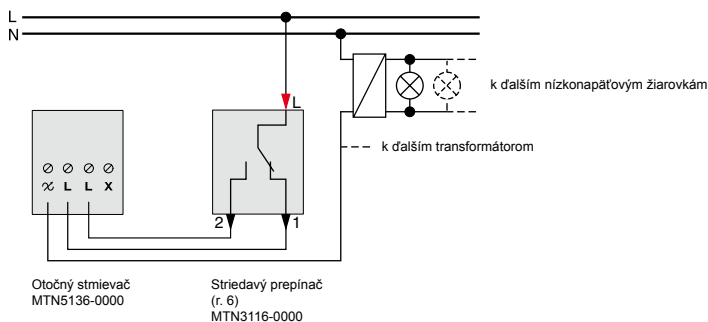 L
N
L
k ďalším nízkonapäťovým žiarovkám
k ďalším transformátorom
L L X
2 1
Otočný stmievač
MTN5136-0000
Striedavý prepínač
(r. 6)
MTN3116-0000